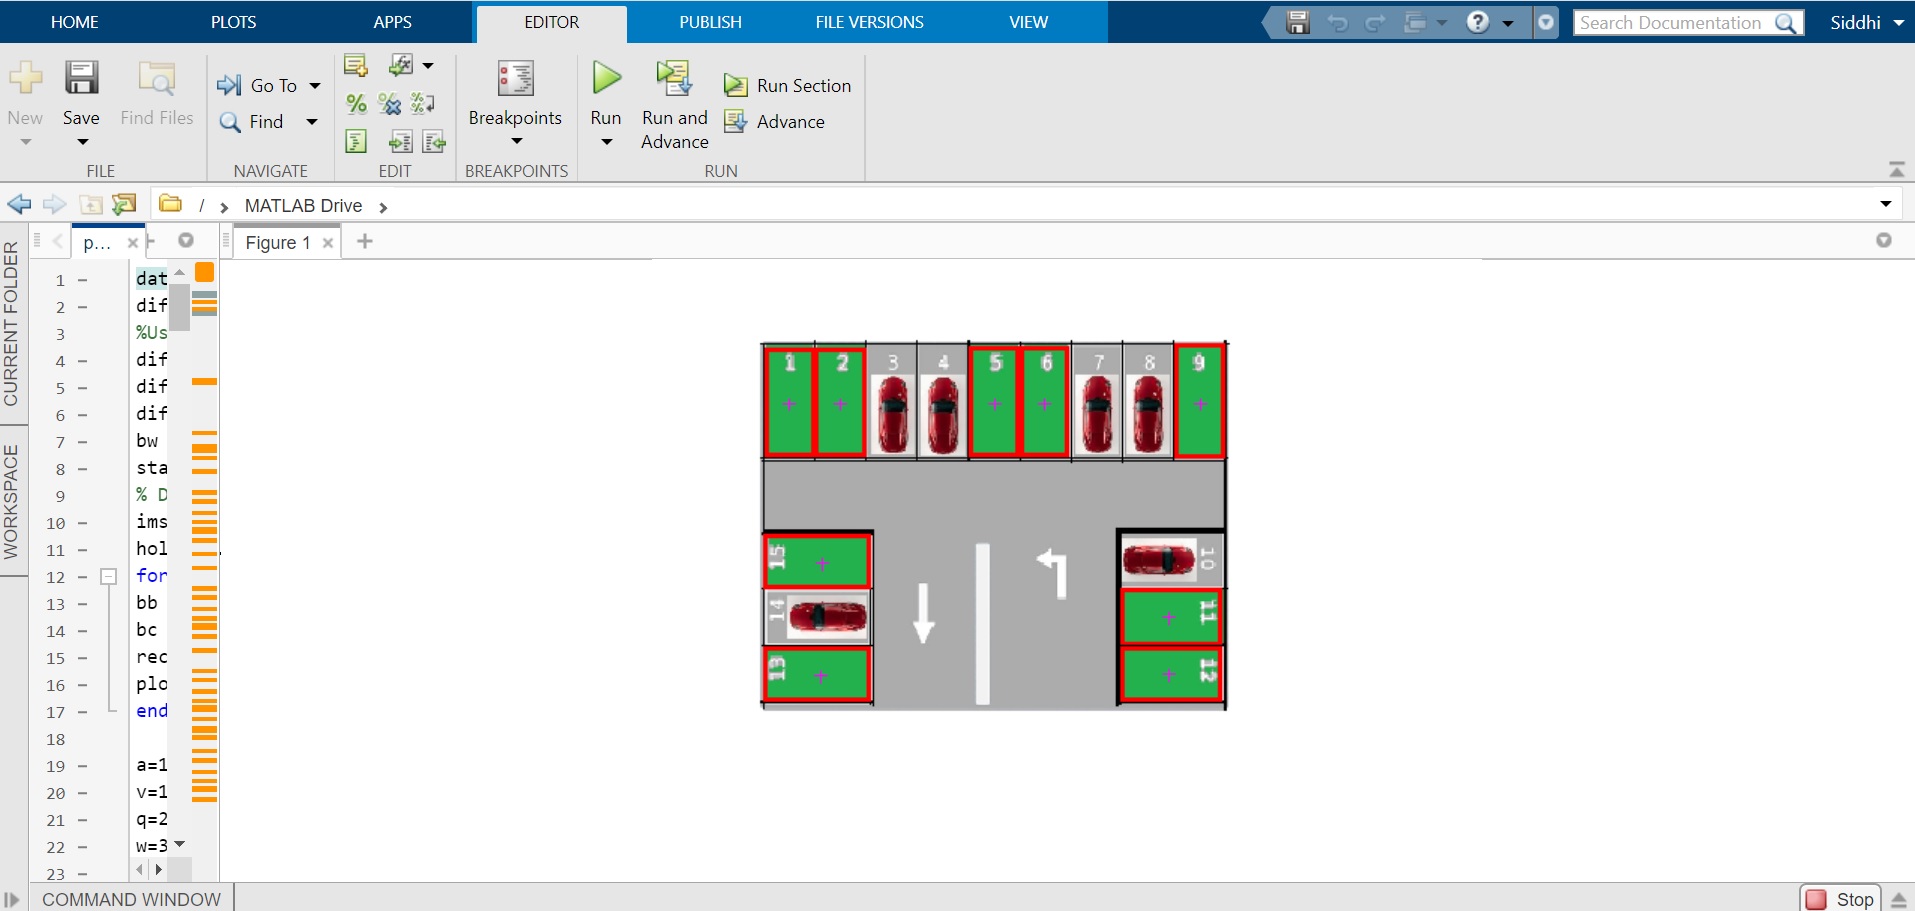 HOME PLOTS APPS EDITOR PUBLISH FILE VERSIONS VIEW Search Documentation Siddhi
New Save Find Files Go To Find Breakpoints Run Run and Advance Run Section Advance
FILE NAVIGATE EDIT BREAKPOINTS RUN
/ MATLAB Drive
CURRENT FOLDER
WORKSPACE
p... Figure 1
1 dat
2 dif
3 %Us
4 dif
5 dif
6 dif
7 bw
8 sta
9 % D
10 ims
11 hol
12 for
13 bb
14 bc
15 rec
16 plo
17 end
18
19 a=1
20 v=1
21 q=2
22 w=3
23
1 2 3 4 5 6 7 8 9
15 10
14 11
13 12
COMMAND WINDOW Stop